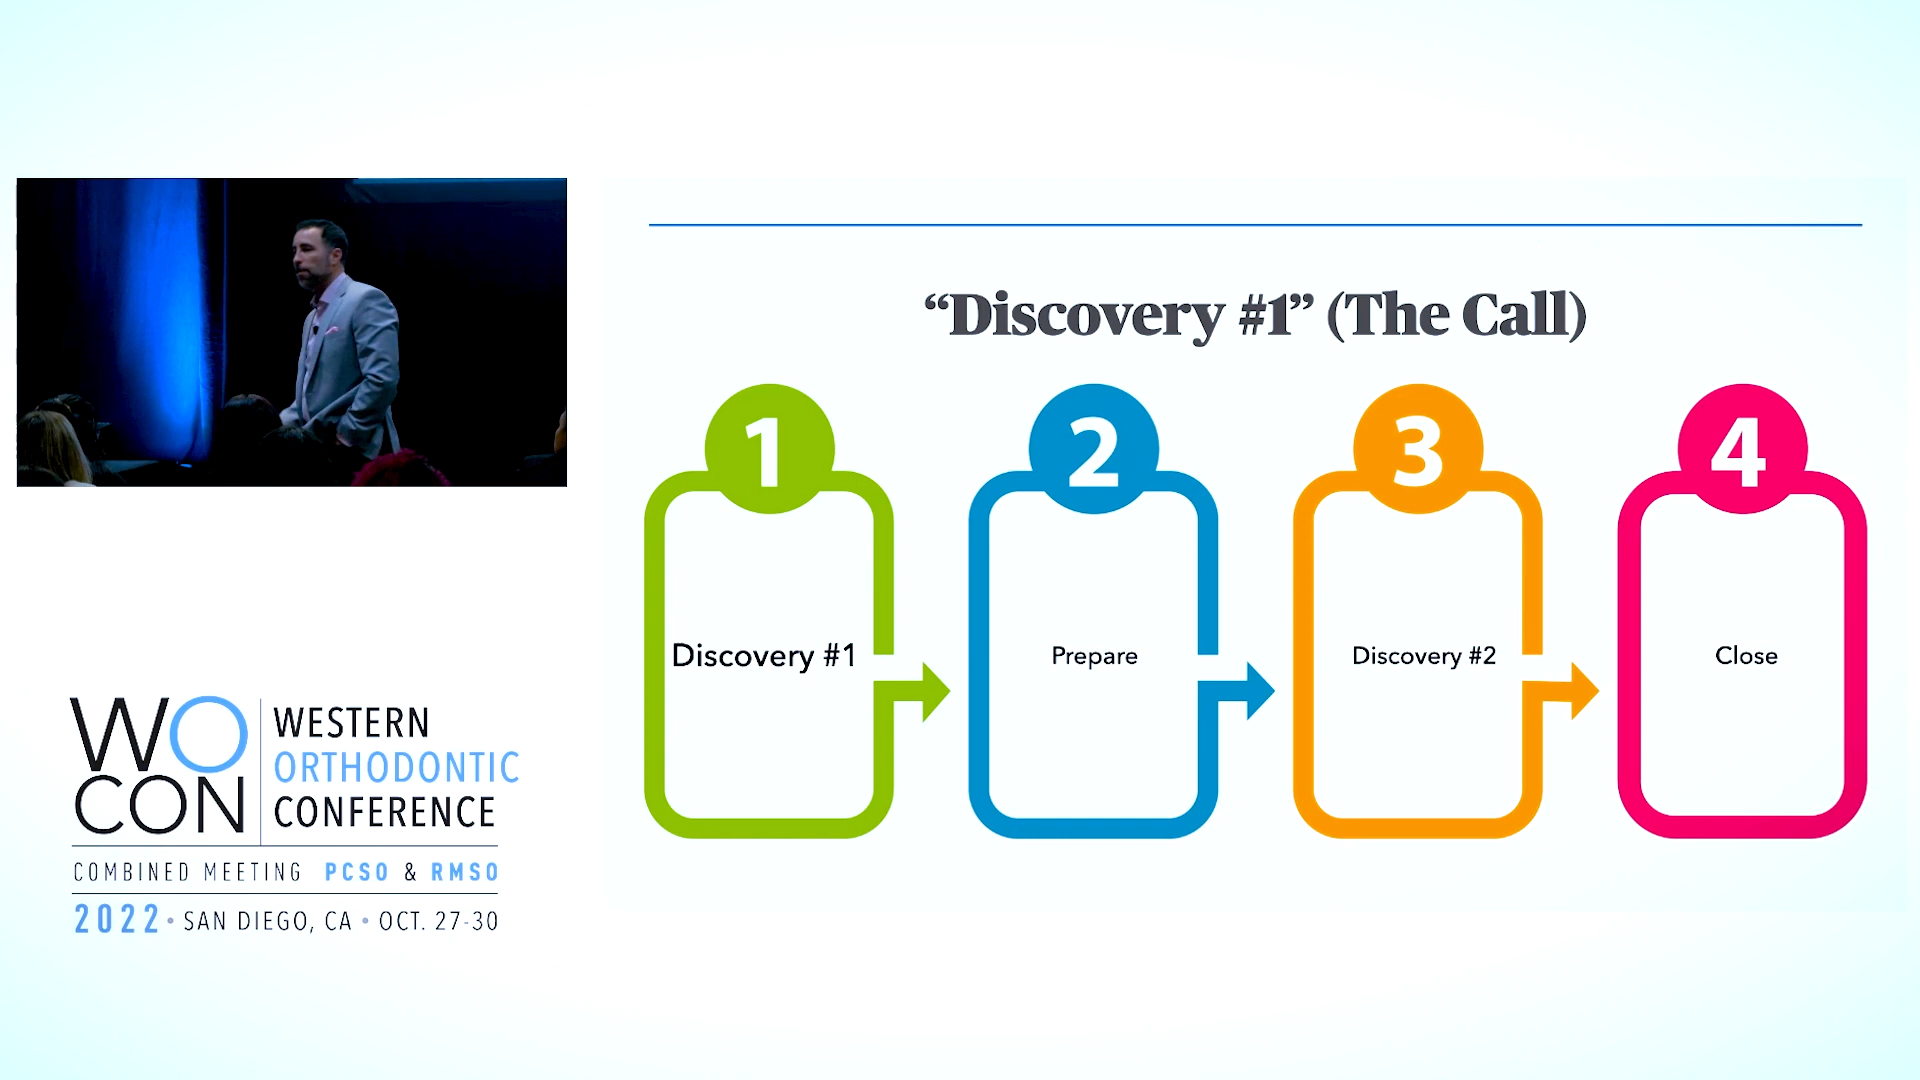 “Discovery #1” (The Call)
1
2
3
4
Discovery #1
Prepare
Discovery #2
Close
WO
CON
WESTERN
ORTHODONTIC
CONFERENCE
COMBINED MEETING PCSO & RMSO
2022 • SAN DIEGO, CA • OCT. 27-30